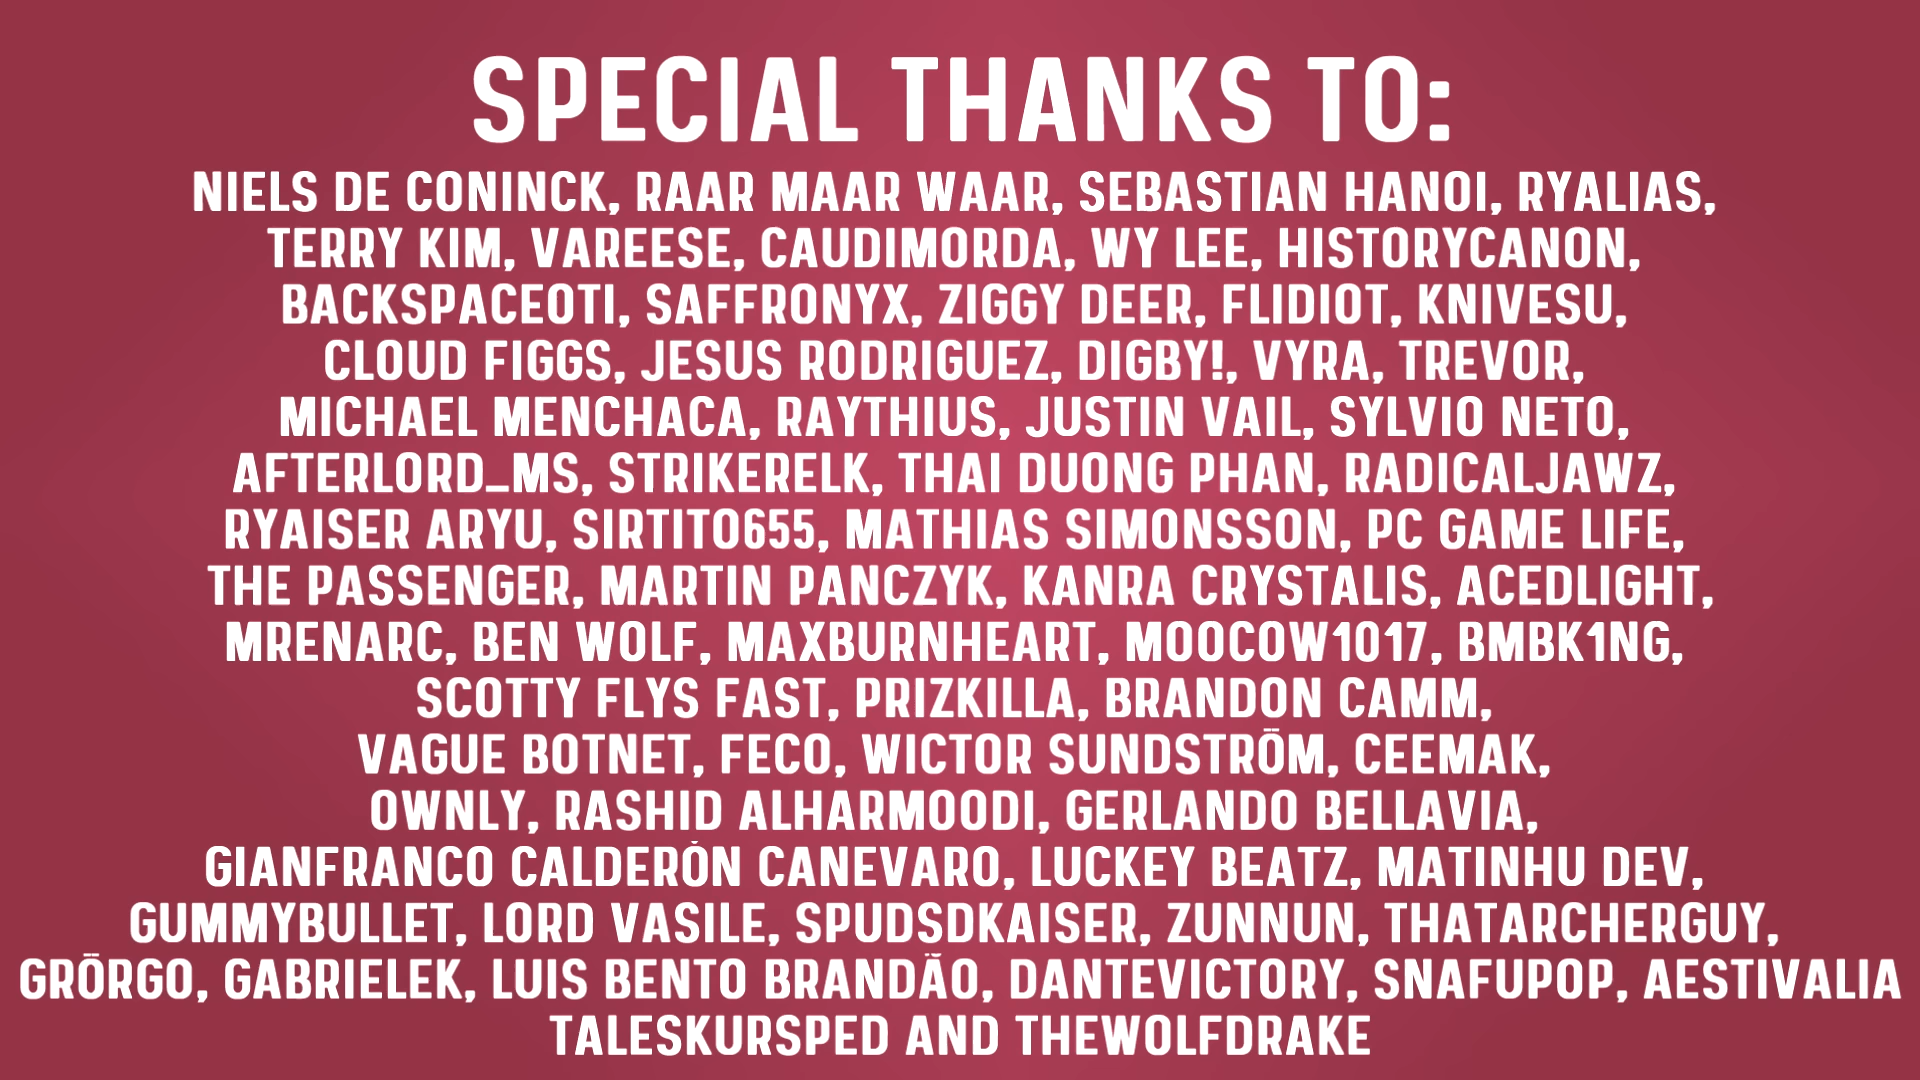 SPECIAL THANKS TO:
NIELS DE CONINCK, RAAR MAAR WAAR, SEBASTIAN HANOI, RYALIAS,
TERRY KIM, VAREESE, CAUDIMORDA, WY LEE, HISTORYCANON,
BACKSPACEOTI, SAFFRONYX, ZIGGY DEER, FLIDIOT, KNIVESU,
CLOUD FIGGS, JESUS RODRIGUEZ, DIGBY!, VYRA, TREVOR,
MICHAEL MENCHACA, RAYTHIUS, JUSTIN VAIL, SYLVIO NETO,
AFTERLORD_MS, STRIKERELK, THAI DUONG PHAN, RADICALJAWZ,
RYAISER ARYU, SIRTITO655, MATHIAS SIMONSSON, PC GAME LIFE,
THE PASSENGER, MARTIN PANCZYK, KANRA CRYSTALIS, ACEDLIGHT,
MRENARC, BEN WOLF, MAXBURNHEART, MOOCOW1017, BMBK1NG,
SCOTTY FLYS FAST, PRIZKILLA, BRANDON CAMM,
VAGUE BOTNET, FECO, WICTOR SUNDSTRÖM, CEEMAK,
OWNLY, RASHID ALHARMOODI, GERLANDO BELLAVIA,
GIANFRANCO CALDERÓN CANEVARO, LUCKEY BEATZ, MATINHU DEV,
GUMMYBULLET, LORD VASILE, SPUDSDKAISER, ZUNNUN, THATARCHERGUY,
GRÖRGO, GABRIELEK, LUIS BENTO BRANDÃO, DANTEVICTORY, SNAFUPOP, AESTIVALIA
TALESKURSPED AND THEWOLFDRAKE